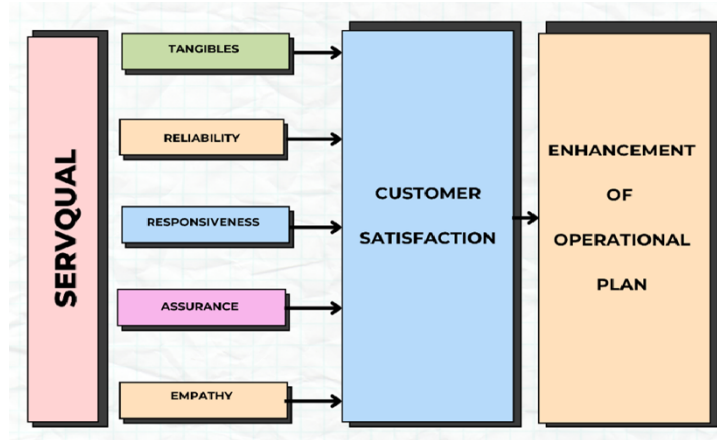 SERVQUAL
TANGIBLES
RELIABILITY
RESPONSIVENESS
ASSURANCE
EMPATHY
CUSTOMER
SATISFACTION
ENHANCEMENT
OF
OPERATIONAL
PLAN